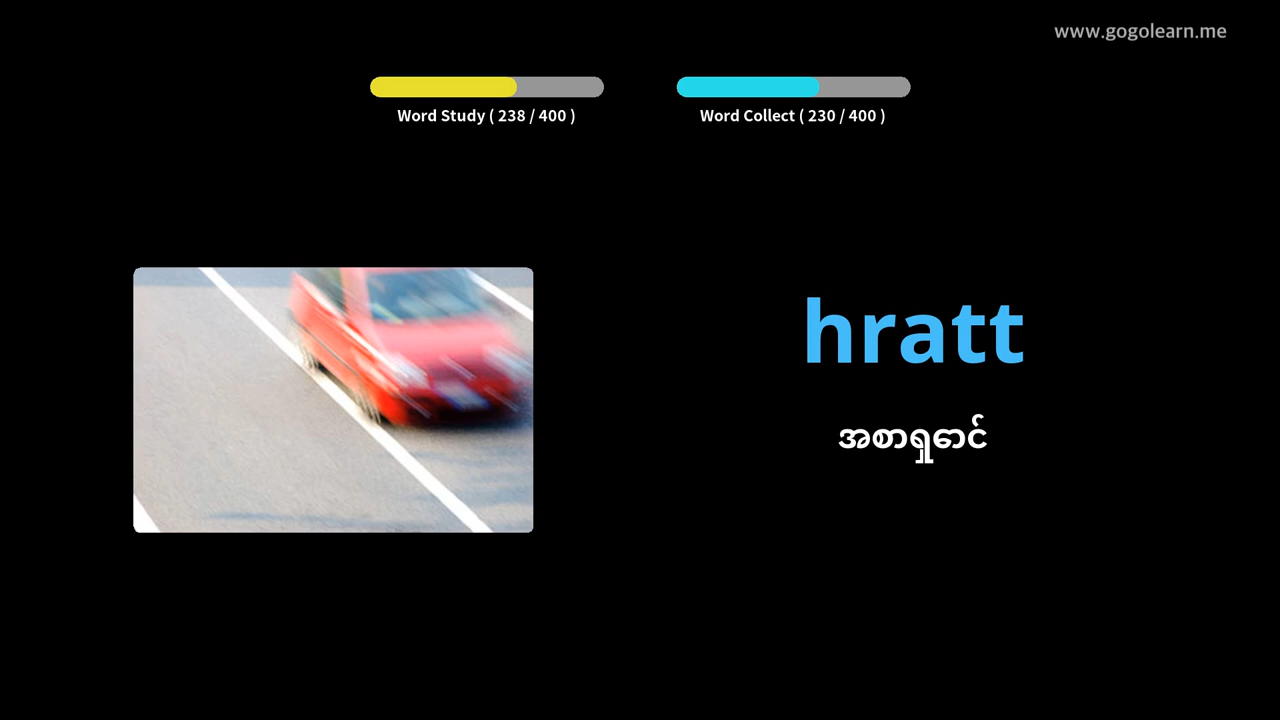 www.gogolearn.me
Word Study ( 238 / 400 )
Word Collect ( 230 / 400 )
hratt
အစာရှောင်